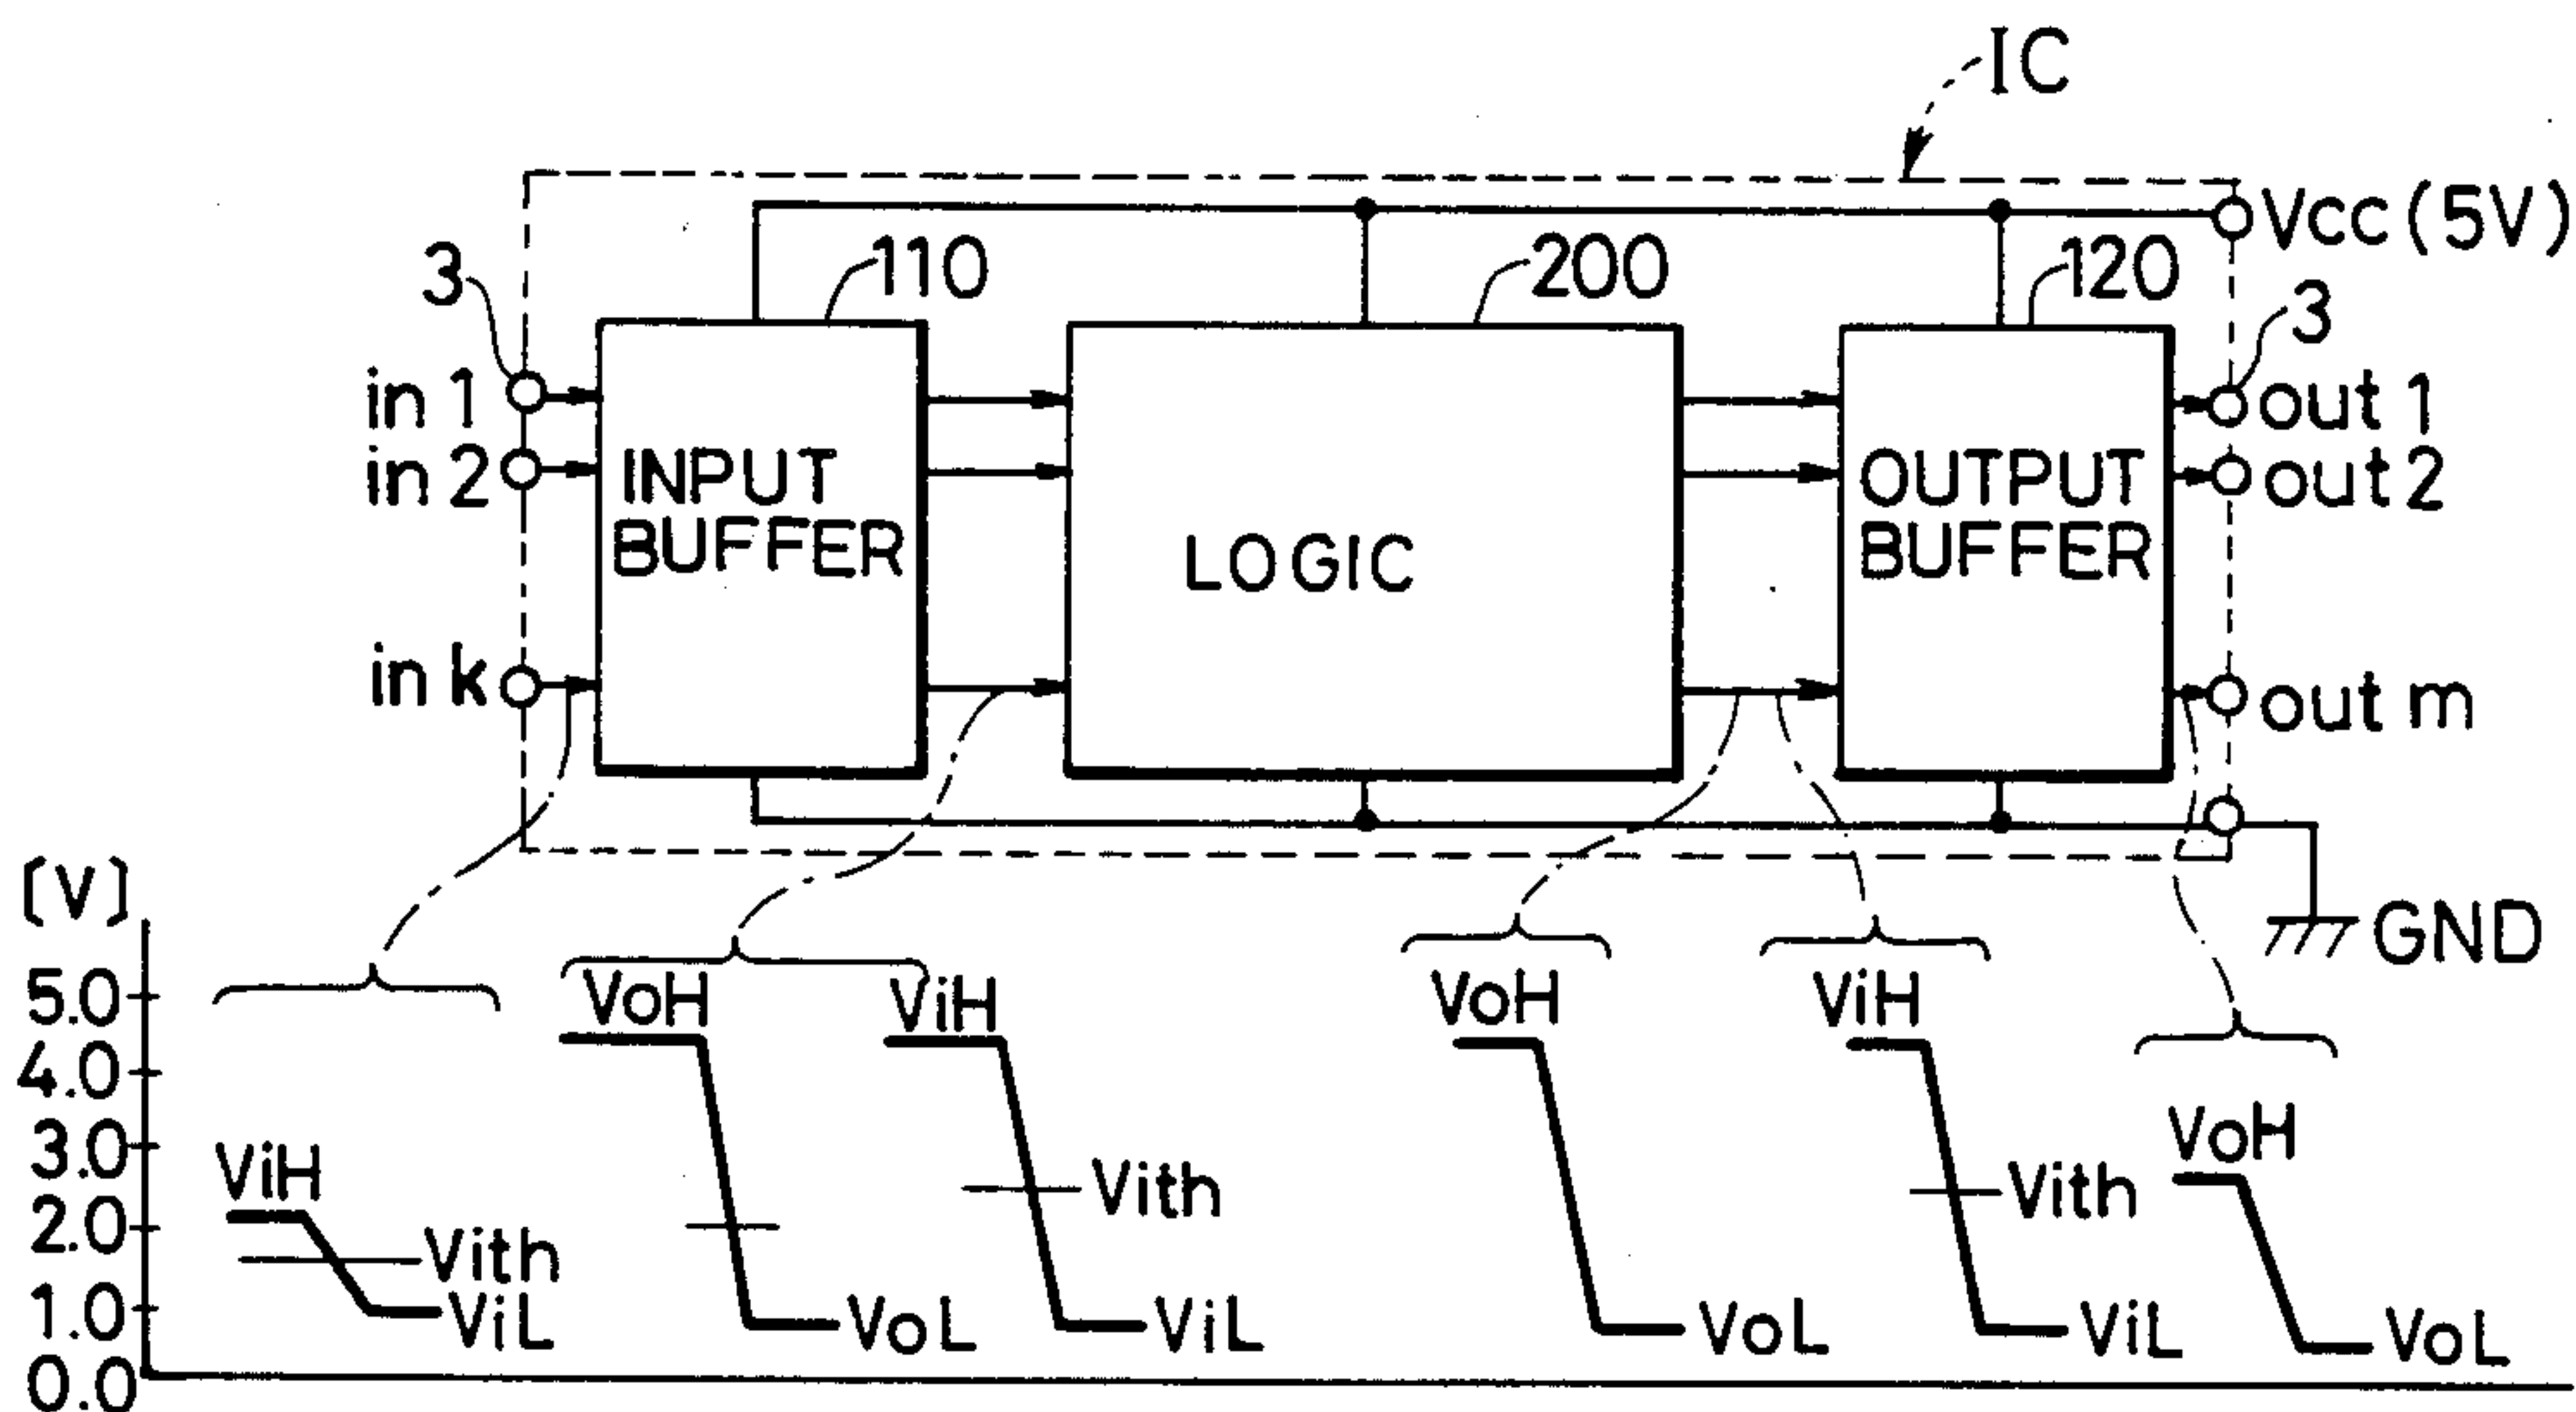 IC
Vcc (5V)
3
110
200
120
3
in 1
in 2
in k
INPUT
BUFFER
LOGIC
OUTPUT
BUFFER
out 1
out 2
out m
GND
[V]
5.0
4.0
3.0
2.0
1.0
0.0
ViH
Vith
ViL
VoH
VoL
ViH
Vith
ViL
VoH
VoL
ViH
Vith
ViL
VoH
VoL